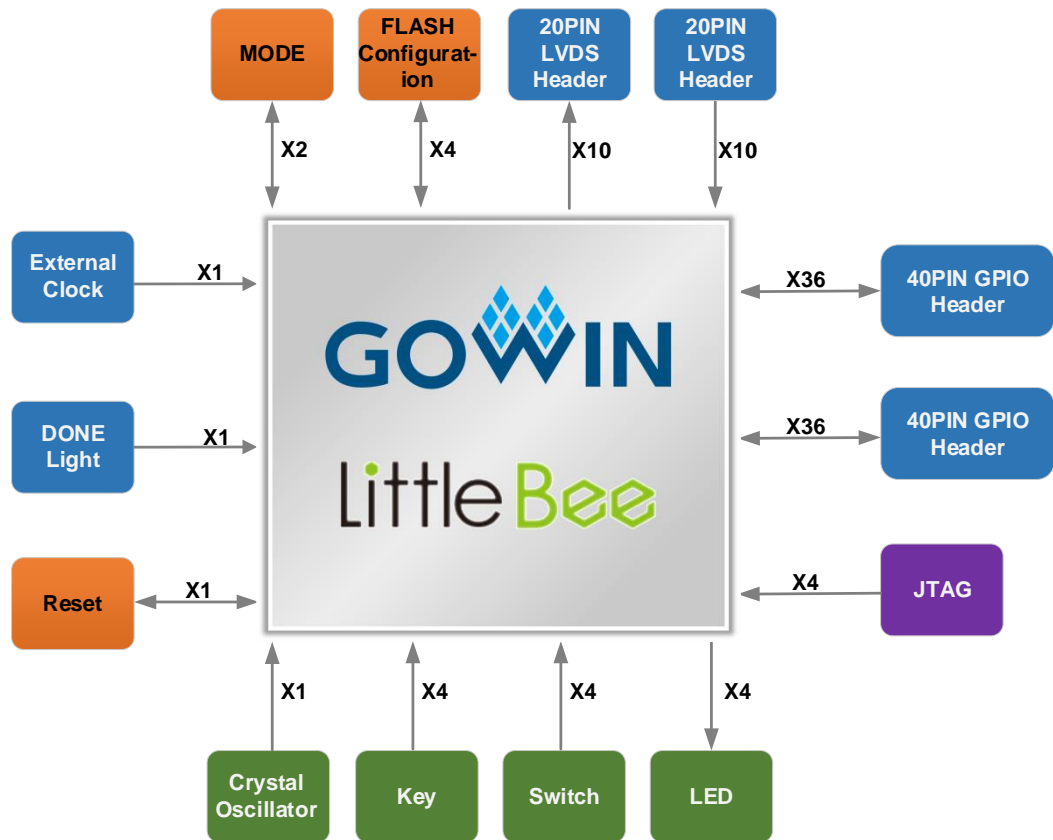 MODE
FLASH
Configurat-
ion
20PIN
LVDS
Header
20PIN
LVDS
Header
X2
X4
X10
X10
External
Clock
X1
DONE
Light
X1
Reset
X1
GOWIN
LittleBee
X36
40PIN GPIO
Header
X36
40PIN GPIO
Header
X4
JTAG
X1
X4
X4
X4
Crystal
Oscillator
Key
Switch
LED